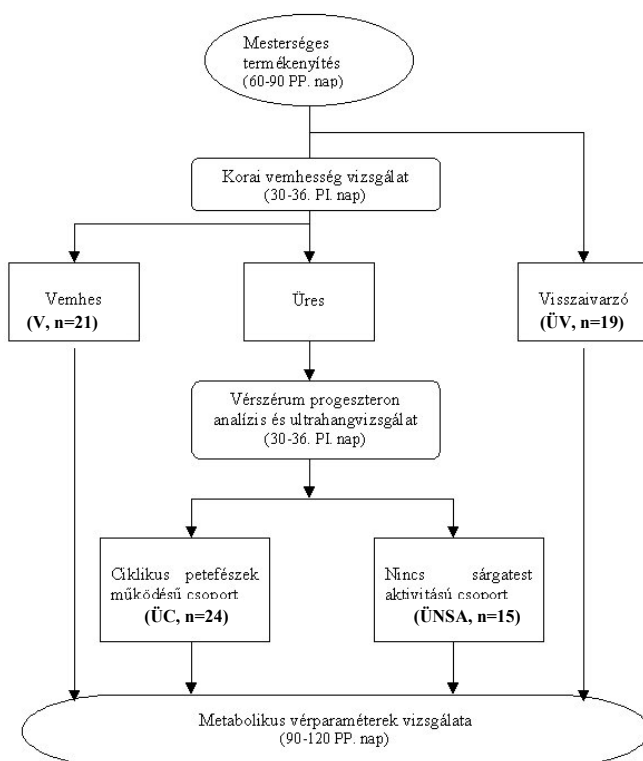 Mesterséges
termékenyítés
(60-90 PP. nap)
Korai vemhesség vizsgálat
(30-36. PI. nap)
Vemhes
(V, n=21)
Üres
Visszaivarzó
(ÜV, n=19)
Vérszérum progeszteron
analízis és ultrahangvizsgálat
(30-36. PI. nap)
Ciklikus petefészek
működésű csoport
(ÜC, n=24)
Nincs sárgatest
aktivitású csoport
(ÜNSA, n=15)
Metabolikus vérparaméterek vizsgálata
(90-120 PP. nap)